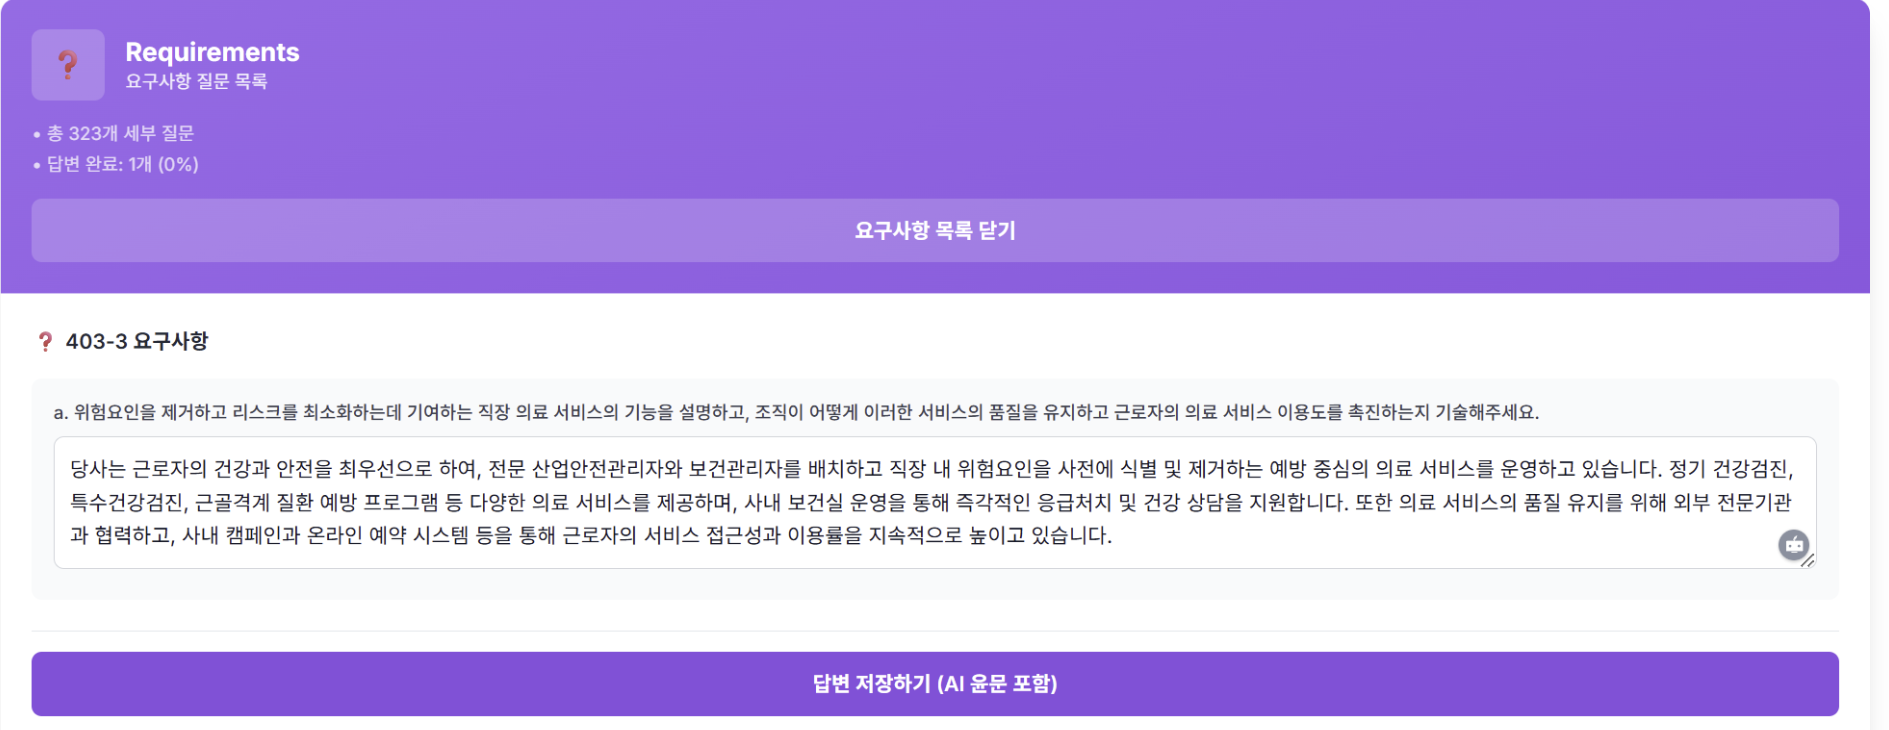 Requirements
요구사항 질문 목록
• 총 323개 세부 질문
• 답변 완료: 1개 (0%)
요구사항 목록 닫기
403-3 요구사항
a. 위험요인을 제거하고 리스크를 최소화하는데 기여하는 직장 의료 서비스의 기능을 설명하고, 조직이 어떻게 이러한 서비스의 품질을 유지하고 근로자의 의료 서비스 이용도를 촉진하는지 기술해주세요.
당사는 근로자의 건강과 안전을 최우선으로 하여, 전문 산업안전관리자와 보건관리자를 배치하고 직장 내 위험요인을 사전에 식별 및 제거하는 예방 중심의 의료 서비스를 운영하고 있습니다. 정기 건강검진,
특수건강검진, 근골격계 질환 예방 프로그램 등 다양한 의료 서비스를 제공하며, 사내 보건실 운영을 통해 즉각적인 응급처치 및 건강 상담을 지원합니다. 또한 의료 서비스의 품질 유지를 위해 외부 전문기관
과 협력하고, 사내 캠페인과 온라인 예약 시스템 등을 통해 근로자의 서비스 접근성과 이용률을 지속적으로 높이고 있습니다.
답변 저장하기 (AI 윤문 포함)